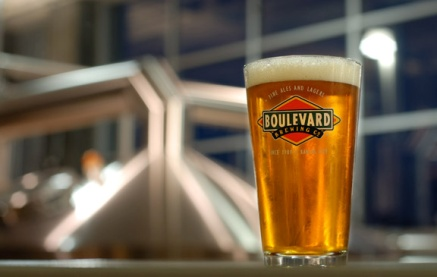 FINE ALES AND LAGERS
BOULEVARD
BREWING CO